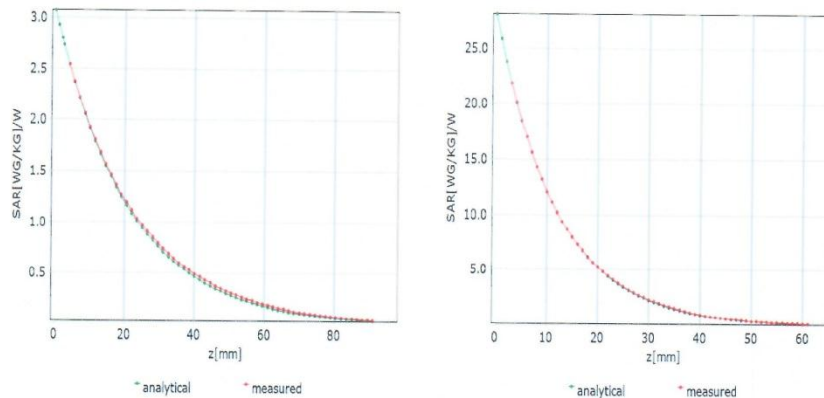 3.0
2.5
2.0
1.5
1.0
0.5
SAR[WG/KG]/W
0 20 40 60 80
z[mm]
analytical measured
25.0
20.0
15.0
10.0
5.0
SAR[WG/KG]/W
0 10 20 30 40 50 60
z[mm]
analytical measured